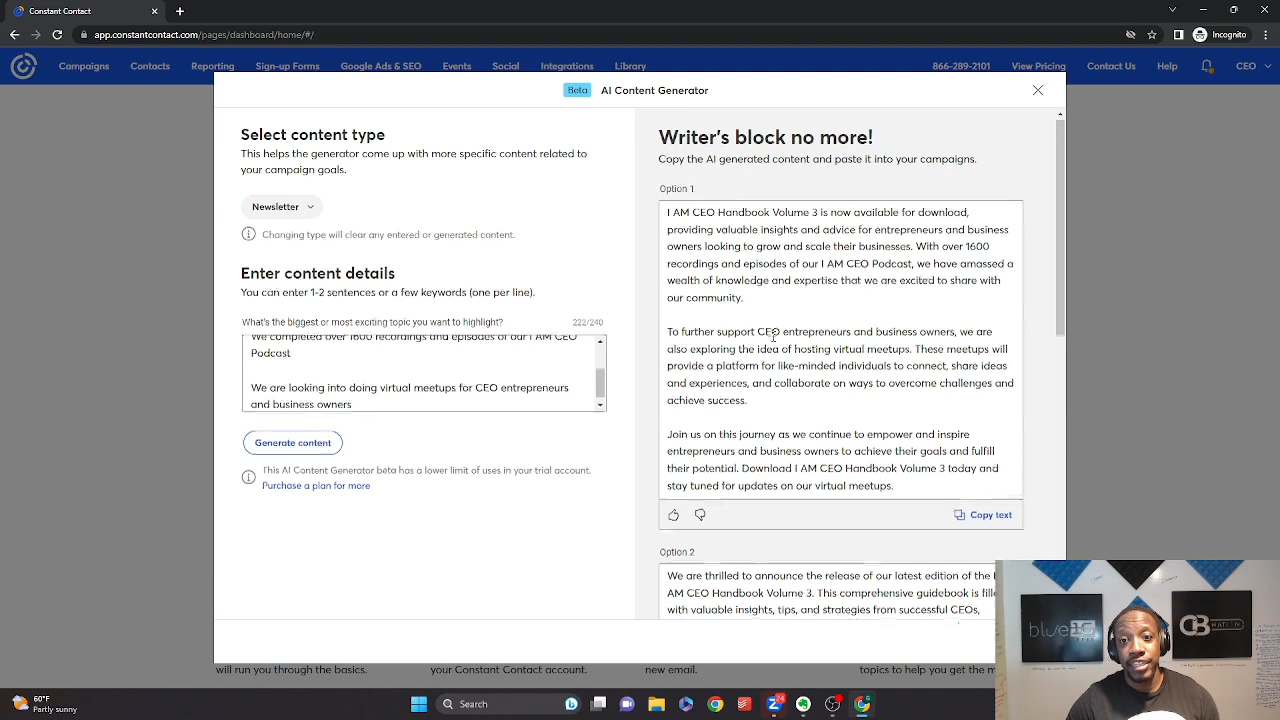 Constant Contact
app.constantcontact.com/pages/dashboard/home/#/
Incognito
Campaigns
Contacts
Reporting
Sign-up Forms
Google Ads & SEO
Events
Social
Integrations
Library
866-289-2101
View Pricing
Contact Us
Help
CEO
Beta
AI Content Generator
Select content type
This helps the generator come up with more specific content related to
your campaign goals.
Newsletter
Changing type will clear any entered or generated content.
Enter content details
You can enter 1-2 sentences or a few keywords (one per line).
What's the biggest or most exciting topic you want to highlight?
222/240
We completed over 1600 recordings and episodes of our I AM CEO
Podcast
We are looking into doing virtual meetups for CEO entrepreneurs
and business owners
Generate content
This AI Content Generator beta has a lower limit of uses in your trial account.
Purchase a plan for more
Writer's block no more!
Copy the AI generated content and paste it into your campaigns.
Option 1
I AM CEO Handbook Volume 3 is now available for download,
providing valuable insights and advice for entrepreneurs and business
owners looking to grow and scale their businesses. With over 1600
recordings and episodes of our I AM CEO Podcast, we have amassed a
wealth of knowledge and expertise that we are excited to share with
our community.
To further support CEO entrepreneurs and business owners, we are
also exploring the idea of hosting virtual meetups. These meetups will
provide a platform for like-minded individuals to connect, share ideas
and experiences, and collaborate on ways to overcome challenges and
achieve success.
Join us on this journey as we continue to empower and inspire
entrepreneurs and business owners to achieve their goals and fulfill
their potential. Download I AM CEO Handbook Volume 3 today and
stay tuned for updates on our virtual meetups.
Copy text
Option 2
We are thrilled to announce the release of our latest edition of the I
AM CEO Handbook Volume 3. This comprehensive guidebook is fille
with valuable insights, tips, and strategies from successful CEOs,
will run you through the basics.
your Constant Contact account.
new email.
topics to help you get the m
blue16
CB NATION
60°F
Partly sunny
Search
24